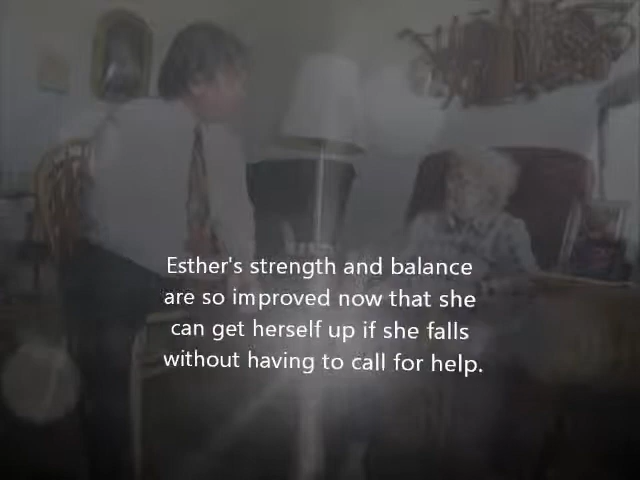 Esther's strength and balance
are so improved now that she
can get herself up if she falls
without having to call for help.